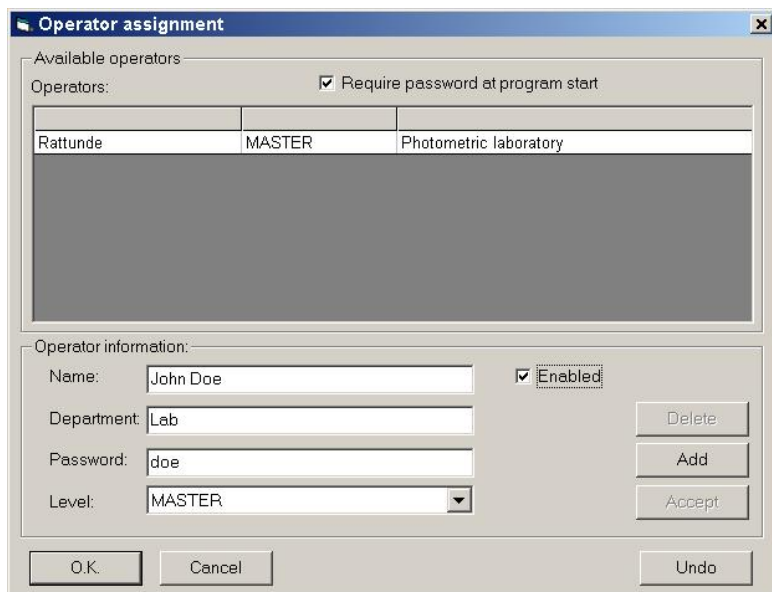 Operator assignment
Available operators
Operators: Require password at program start
Rattunde MASTER Photometric laboratory
Operator information:
Name: John Doe Enabled
Department: Lab Delete
Password: doe Add
Level: MASTER Accept
O.K. Cancel Undo